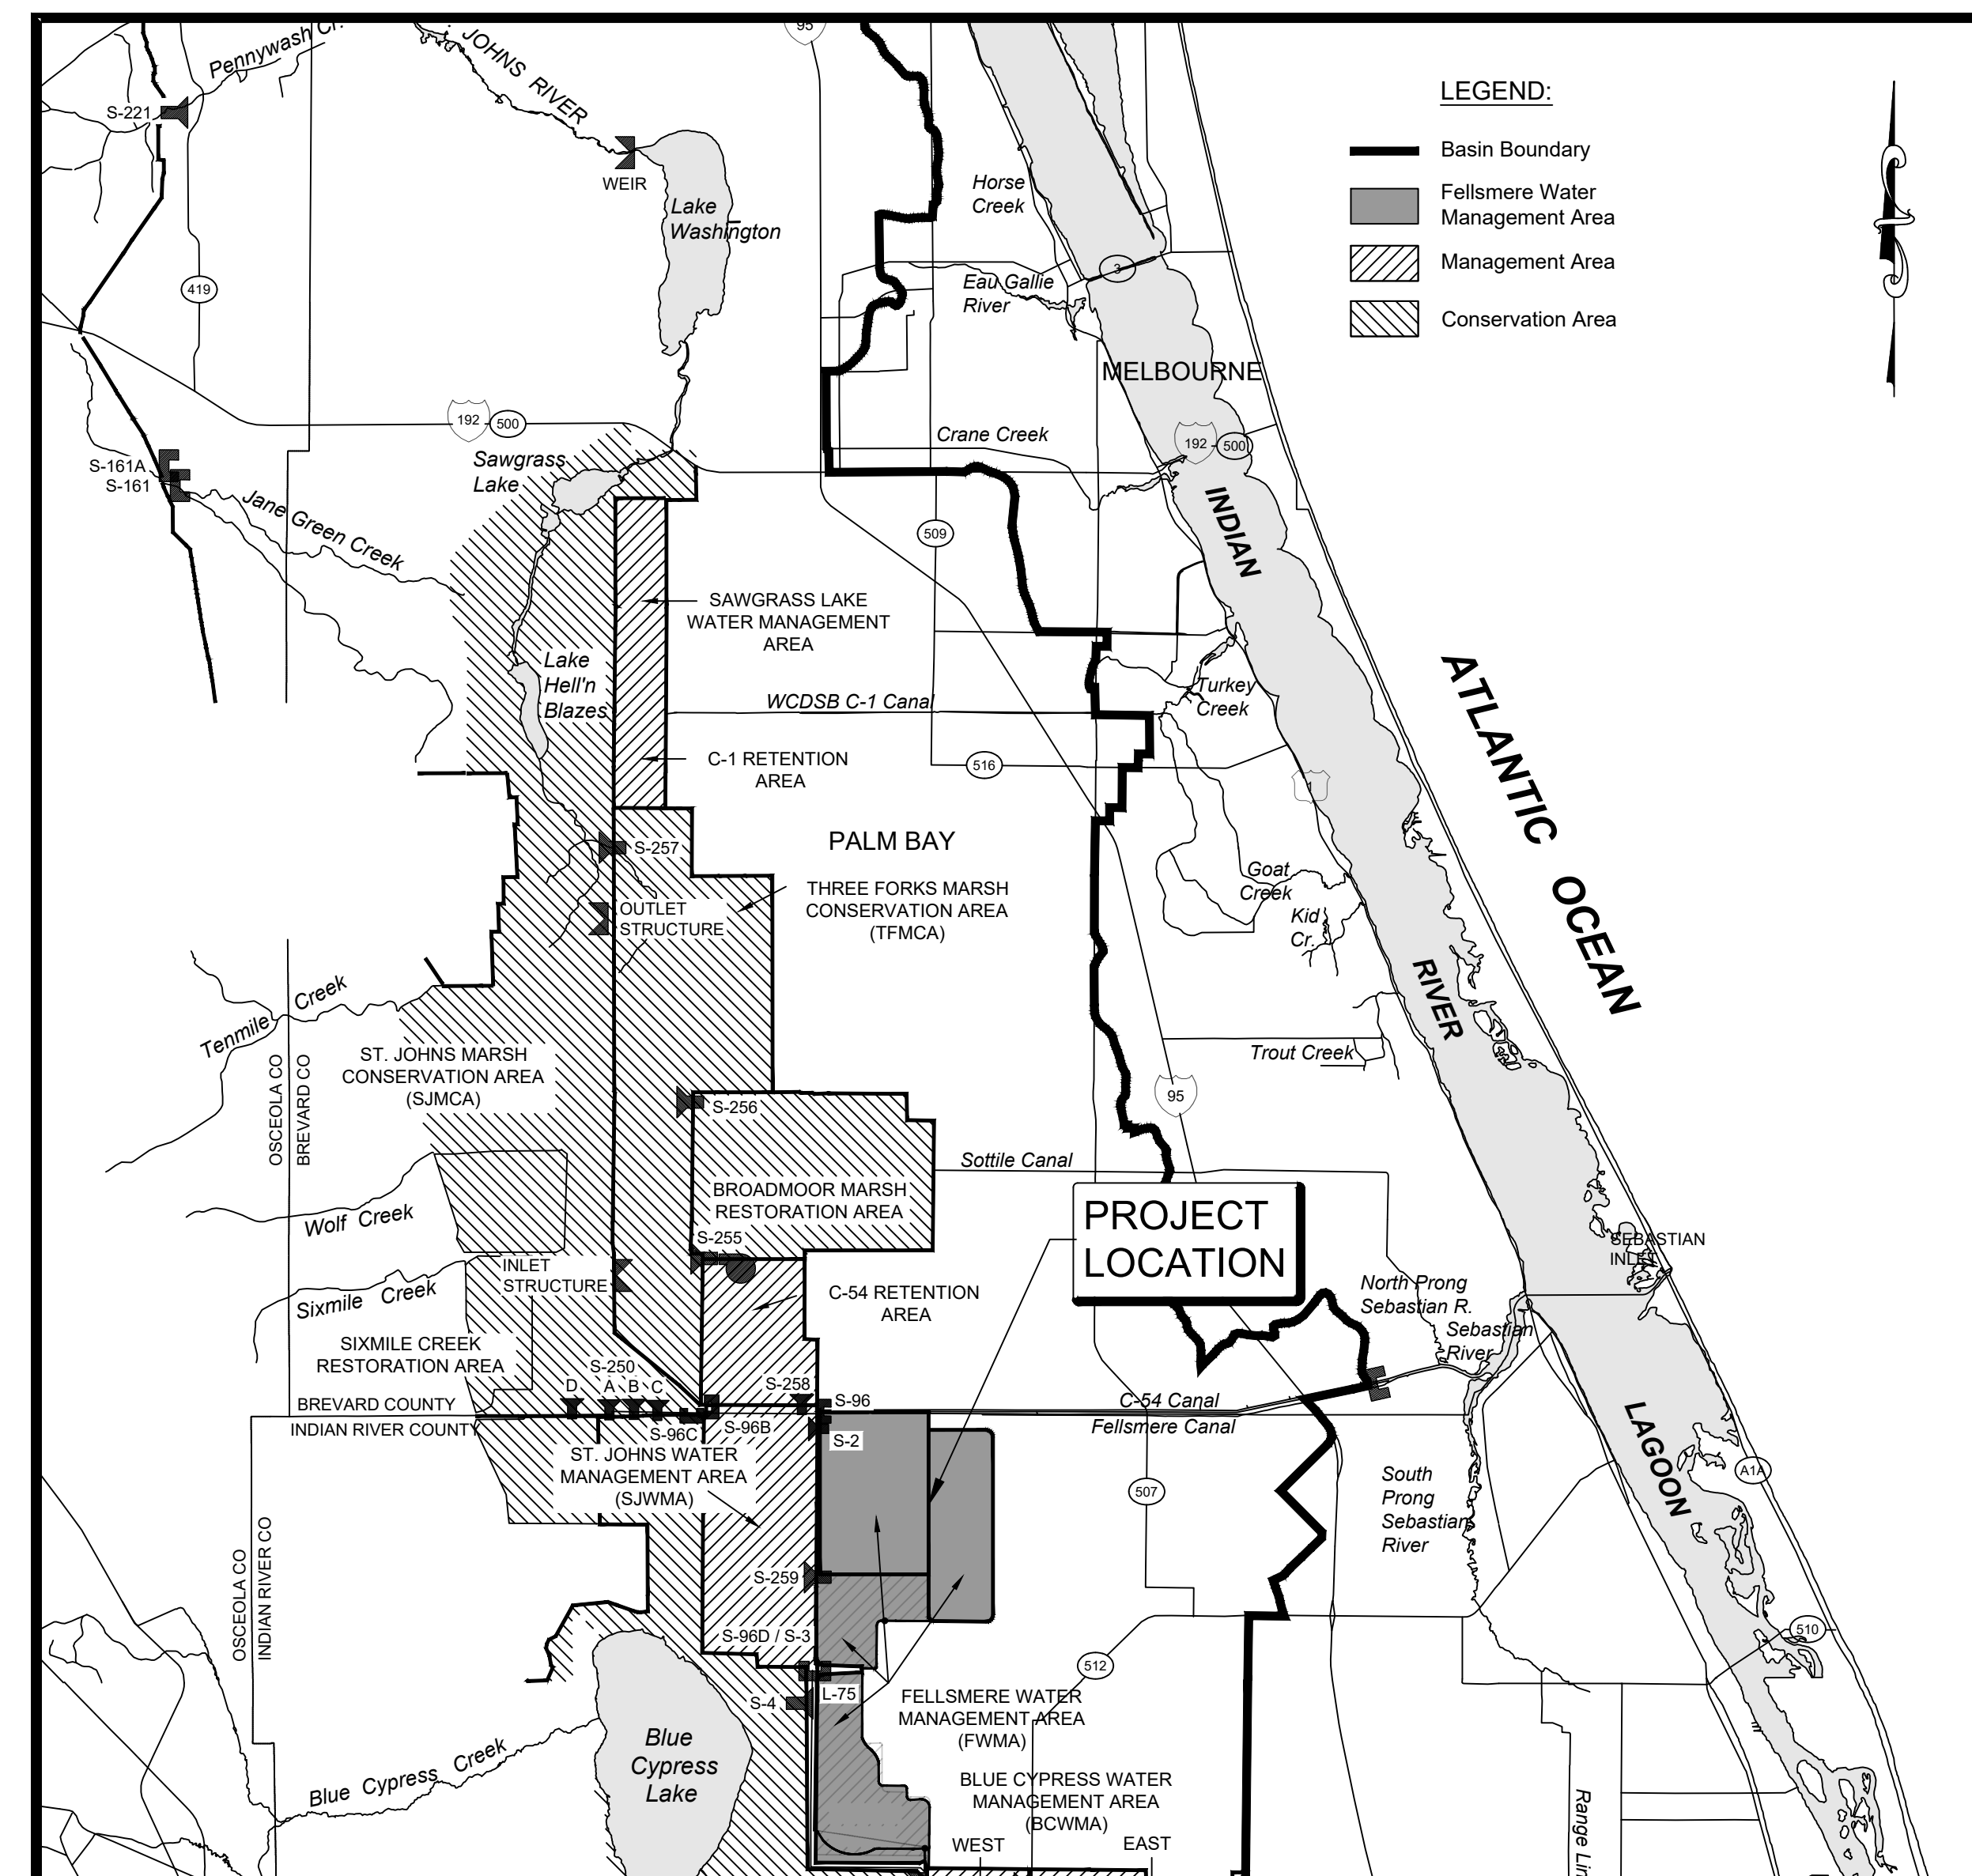 Pennywash Cr.
JOHNS RIVER
95
S-221
WEIR
Lake
Washington
419
Horse
Creek
3
Eau Gallie
River
MELBOURNE
LEGEND:
Basin Boundary
Fellsmere Water
Management Area
Management Area
Conservation Area
192
500
Crane Creek
192
500
S-161A
S-161
Sawgrass
Lake
Jane Green Creek
509
INDIAN
SAWGRASS LAKE
WATER MANAGEMENT
AREA
Lake
Hell'n
Blazes
WCDSB C-1 Canal
Turkey
Creek
C-1 RETENTION
AREA
516
1
ATLANTIC OCEAN
PALM BAY
S-257
OUTLET
STRUCTURE
THREE FORKS MARSH
CONSERVATION AREA
(TFMCA)
Goat
Creek
Kid
Cr.
RIVER
Tenmile Creek
OSCEOLA CO
BREVARD CO
ST. JOHNS MARSH
CONSERVATION AREA
(SJMCA)
Trout Creek
95
S-256
Sottile Canal
BROADMOOR MARSH
RESTORATION AREA
Wolf Creek
PROJECT
LOCATION
S-255
SEBASTIAN
INLET
INLET
STRUCTURE
Sixmile Creek
C-54 RETENTION
AREA
North Prong
Sebastian R.
Sebastian
River
SIXMILE CREEK
RESTORATION AREA
S-250
D
A
B
C
S-258
S-96
BREVARD COUNTY
INDIAN RIVER COUNTY
S-96C
S-96B
S-2
C-54 Canal
Fellsmere Canal
LAGOON
ST. JOHNS WATER
MANAGEMENT AREA
(SJWMA)
507
South
Prong
Sebastian
River
A1A
OSCEOLA CO
INDIAN RIVER CO
S-259
S-96D / S-3
512
510
L-75
S-4
FELLSMERE WATER
MANAGEMENT AREA
(FWMA)
Blue
Cypress
Lake
Blue Cypress Creek
BLUE CYPRESS WATER
MANAGEMENT AREA
(BCWMA)
WEST
EAST
Range Lin